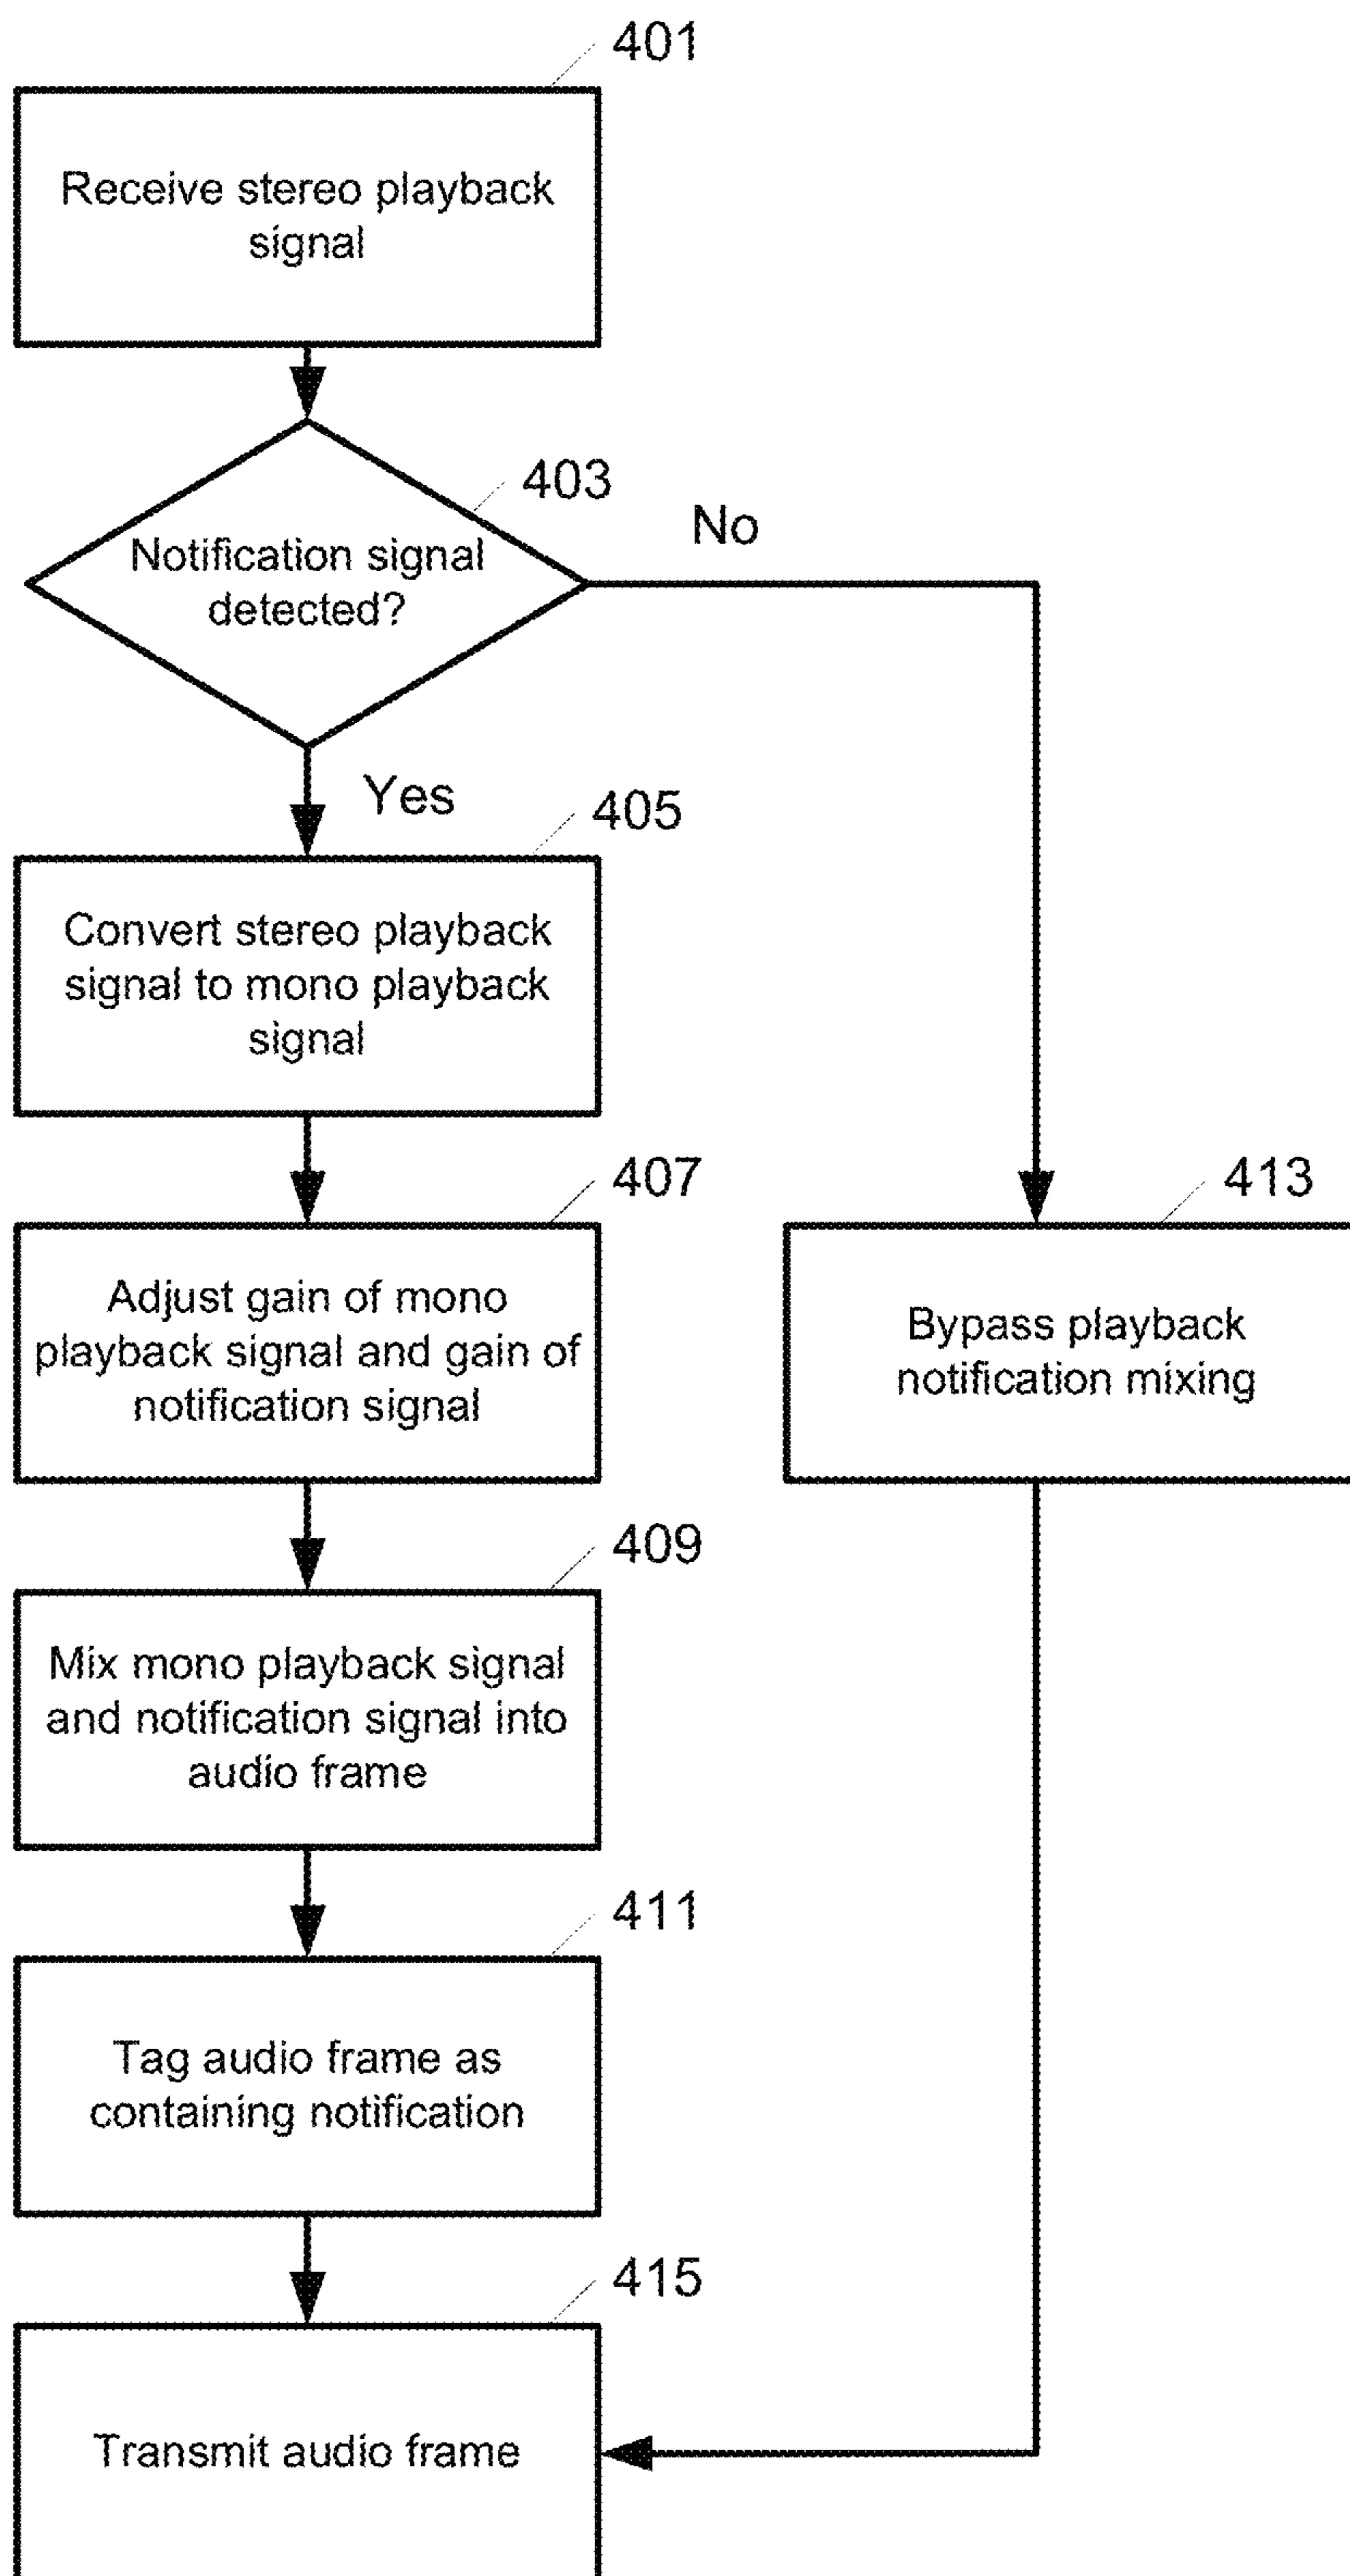 401
Receive stereo playback
signal
403
No
Notification signal
detected?
Yes
405
Convert stereo playback
signal to mono playback
signal
407
413
Adjust gain of mono
playback signal and gain of
notification signal
Bypass playback
notification mixing
409
Mix mono playback signal
and notification signal into
audio frame
411
Tag audio frame as
containing notification
415
Transmit audio frame